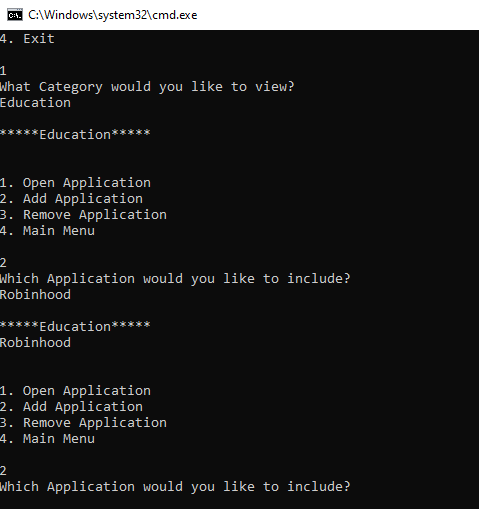 C:\Windows\system32\cmd.exe
4. Exit
1
What Category would you like to view?
Education
*****Education*****
1. Open Application
2. Add Application
3. Remove Application
4. Main Menu
2
Which Application would you like to include?
Robinhood
*****Education*****
Robinhood
1. Open Application
2. Add Application
3. Remove Application
4. Main Menu
2
Which Application would you like to include?